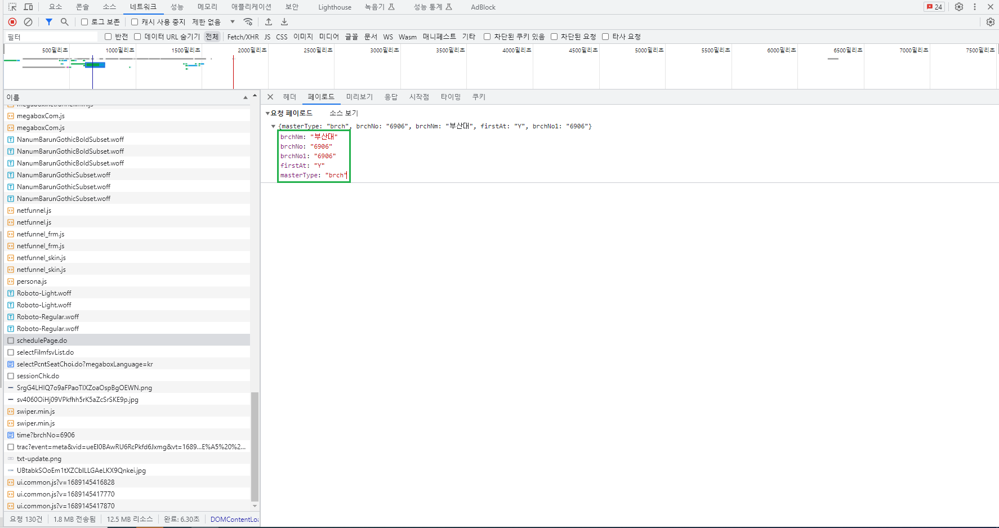 요소 콘솔 소스 네트워크 성능 메모리 애플리케이션 보안 Lighthouse 녹음기 성능 통계 AdBlock 24
로그 보존 캐시 사용 중지 제한 없음
필터 반전 데이터 URL 숨기기 전체 Fetch/XHR JS CSS 이미지 미디어 글꼴 문서 WS Wasm 매니페스트 기타 차단된 쿠키 있음 차단된 요청 타사 요청
500밀리초 1000밀리초 1500밀리초 2000밀리초 2500밀리초 3000밀리초 3500밀리초 4000밀리초 4500밀리초 5000밀리초 5500밀리초 6000밀리초 6500밀리초 7000밀리초 7500밀리초
이름
megaboxCom.js
megaboxCom.js
NanumBarunGothicBoldSubset.woff
NanumBarunGothicBoldSubset.woff
NanumBarunGothicBoldSubset.woff
NanumBarunGothicSubset.woff
NanumBarunGothicSubset.woff
NanumBarunGothicSubset.woff
netfunnel.js
netfunnel.js
netfunnel_frm.js
netfunnel_frm.js
netfunnel_skin.js
netfunnel_skin.js
persona.js
Roboto-Light.woff
Roboto-Light.woff
Roboto-Regular.woff
Roboto-Regular.woff
schedulePage.do
selectFilmfsvList.do
selectPcntSeatChoi.do?megaboxLanguage=kr
sessionChk.do
SrgG4LHIQ7o9aFPaoTIXZoaOspBgOEWN.png
sv4060OiHj09VPkfhh5rK5aZcSrSKE9p.jpg
swiper.min.js
swiper.min.js
time?brchNo=6906
trac?event=meta&vid=ueEI0BAwRU6RcPkfd6Jxmg&vt=1689...E%A5%20%2...
txt-update.png
UBtabkSOoEm1tXZCbILLGAeLKX9Qnkei.jpg
ui.common.js?v=1689145416828
ui.common.js?v=1689145417770
ui.common.js?v=1689145417870
요청 130건 1.8 MB 전송됨 12.5 MB 리소스 완료: 6.30초 DOMContentLoa
헤더 페이로드 미리보기 응답 시작점 타이밍 쿠키
요청 페이로드 소스 보기
{masterType: "brch", brchNo: "6906", brchNm: "부산대", firstAt: "Y", brchNo1: "6906"}
brchNm: "부산대"
brchNo: "6906"
brchNo1: "6906"
firstAt: "Y"
masterType: "brch"